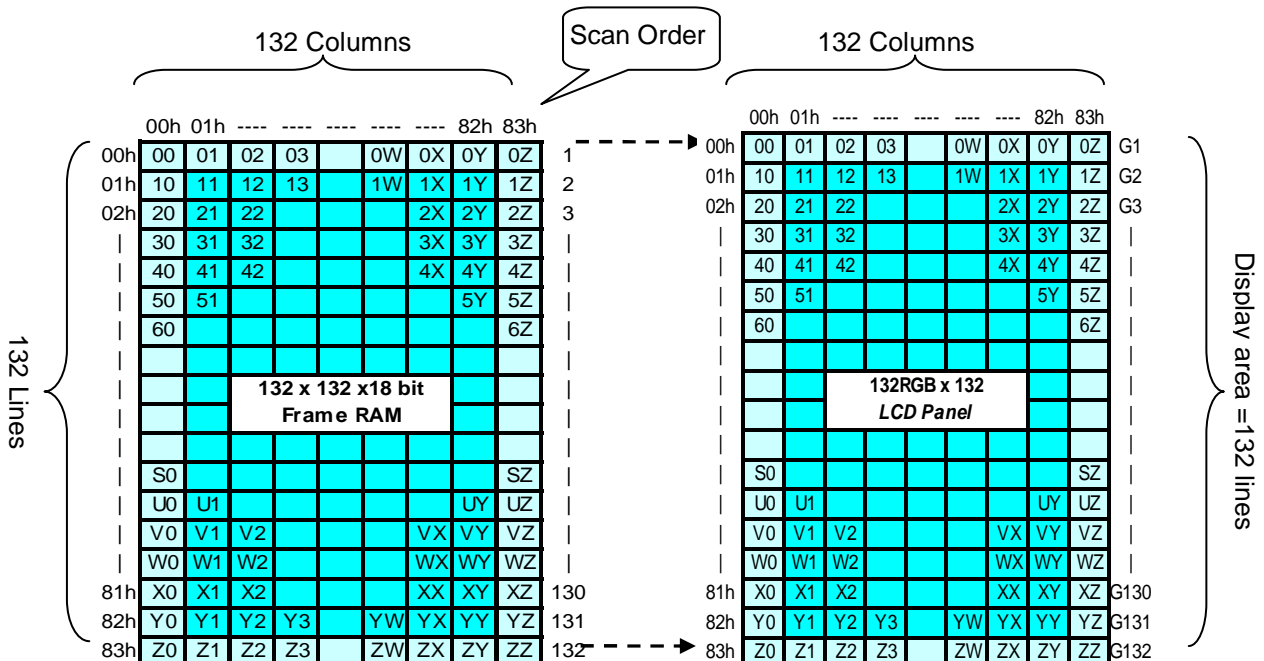 132 Columns Scan Order 132 Columns
00h 01h ---- ---- ---- ---- ---- 82h 83h 00h 01h ---- ---- ---- ---- ---- 82h 83h
00h 00 01 02 03 0W 0X 0Y 0Z 1 00h 00 01 02 03 0W 0X 0Y 0Z G1
01h 10 11 12 13 1W 1X 1Y 1Z 2 01h 10 11 12 13 1W 1X 1Y 1Z G2
02h 20 21 22 2X 2Y 2Z 3 02h 20 21 22 2X 2Y 2Z G3
30 31 32 3X 3Y 3Z 30 31 32 3X 3Y 3Z
40 41 42 4X 4Y 4Z 40 41 42 4X 4Y 4Z
50 51 5Y 5Z 50 51 5Y 5Z
60 6Z 60 6Z
132 Lines
132 x 132 x18 bit 132RGB x 132
Frame RAM LCD Panel
Display area =132 lines
S0 SZ S0 SZ
U0 U1 UY UZ U0 U1 UY UZ
V0 V1 V2 VX VY VZ V0 V1 V2 VX VY VZ
W0 W1 W2 WX WY WZ W0 W1 W2 WX WY WZ
81h X0 X1 X2 XX XY XZ 130 81h X0 X1 X2 XX XY XZ G130
82h Y0 Y1 Y2 Y3 YW YX YY YZ 131 82h Y0 Y1 Y2 Y3 YW YX YY YZ G131
83h Z0 Z1 Z2 Z3 ZW ZX ZY ZZ 132 83h Z0 Z1 Z2 Z3 ZW ZX ZY ZZ G132